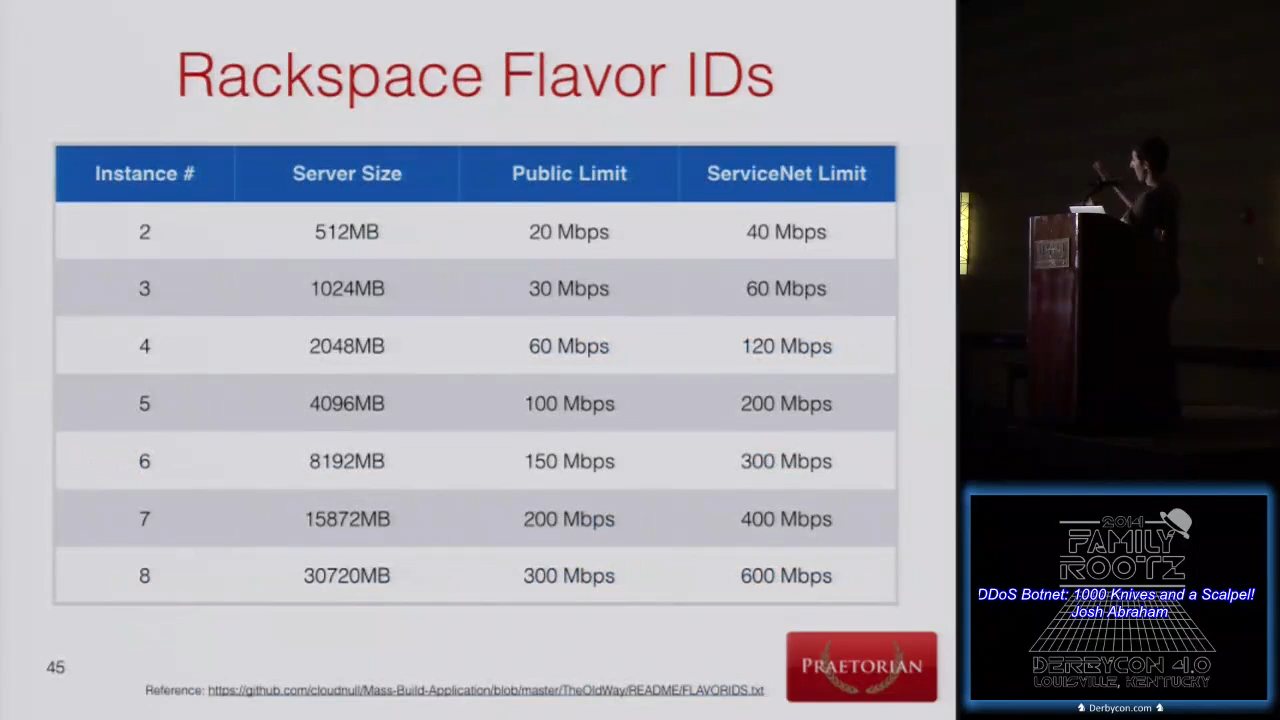 Rackspace Flavor IDs
Instance # Server Size Public Limit ServiceNet Limit
2 512MB 20 Mbps 40 Mbps
3 1024MB 30 Mbps 60 Mbps
4 2048MB 60 Mbps 120 Mbps
5 4096MB 100 Mbps 200 Mbps
6 8192MB 150 Mbps 300 Mbps
7 15872MB 200 Mbps 400 Mbps
8 30720MB 300 Mbps 600 Mbps
45
Reference: https://github.com/cloudnull/Mass-Build-Application/blob/master/TheOldWay/README/FLAVORIDS.txt
PRAETORIAN
2014
FAMILY
ROOTZ
DDoS Botnet: 1000 Knives and a Scalpel!
Josh Abraham
DERBYCON 4.0
LOUISVILLE, KENTUCKY
Derbycon.com